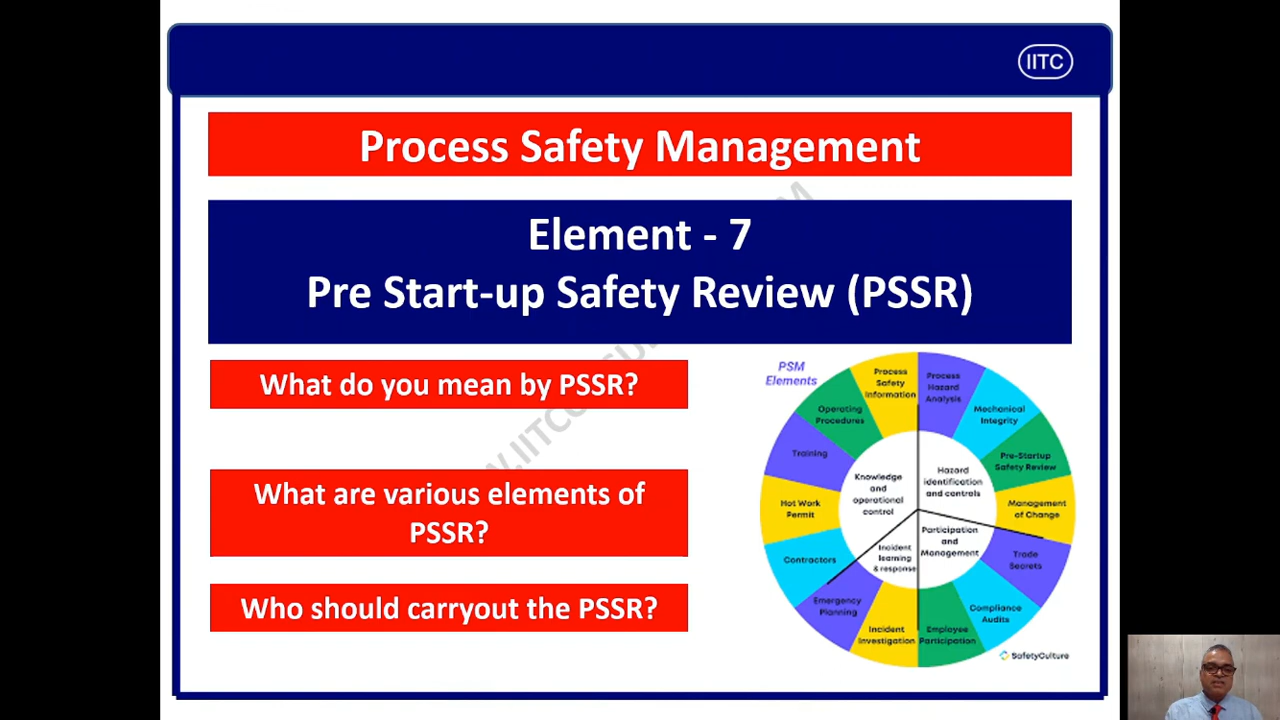 IITC
Process Safety Management
Element - 7
Pre Start-up Safety Review (PSSR)
What do you mean by PSSR?
What are various elements of
PSSR?
Who should carryout the PSSR?
PSM
Elements
Process
Safety
Information
Process
Hazard
Analysis
Mechanical
Integrity
Pre-Startup
Safety Review
Management
of Change
Trade
Secrets
Compliance
Audits
Employee
Participation
Incident
Investigation
Emergency
Planning
Contractors
Hot Work
Permit
Training
Operating
Procedures
Knowledge
and
operational
control
Hazard
identification
and controls
Participation
and
Management
Incident
learning
& response
SafetyCulture